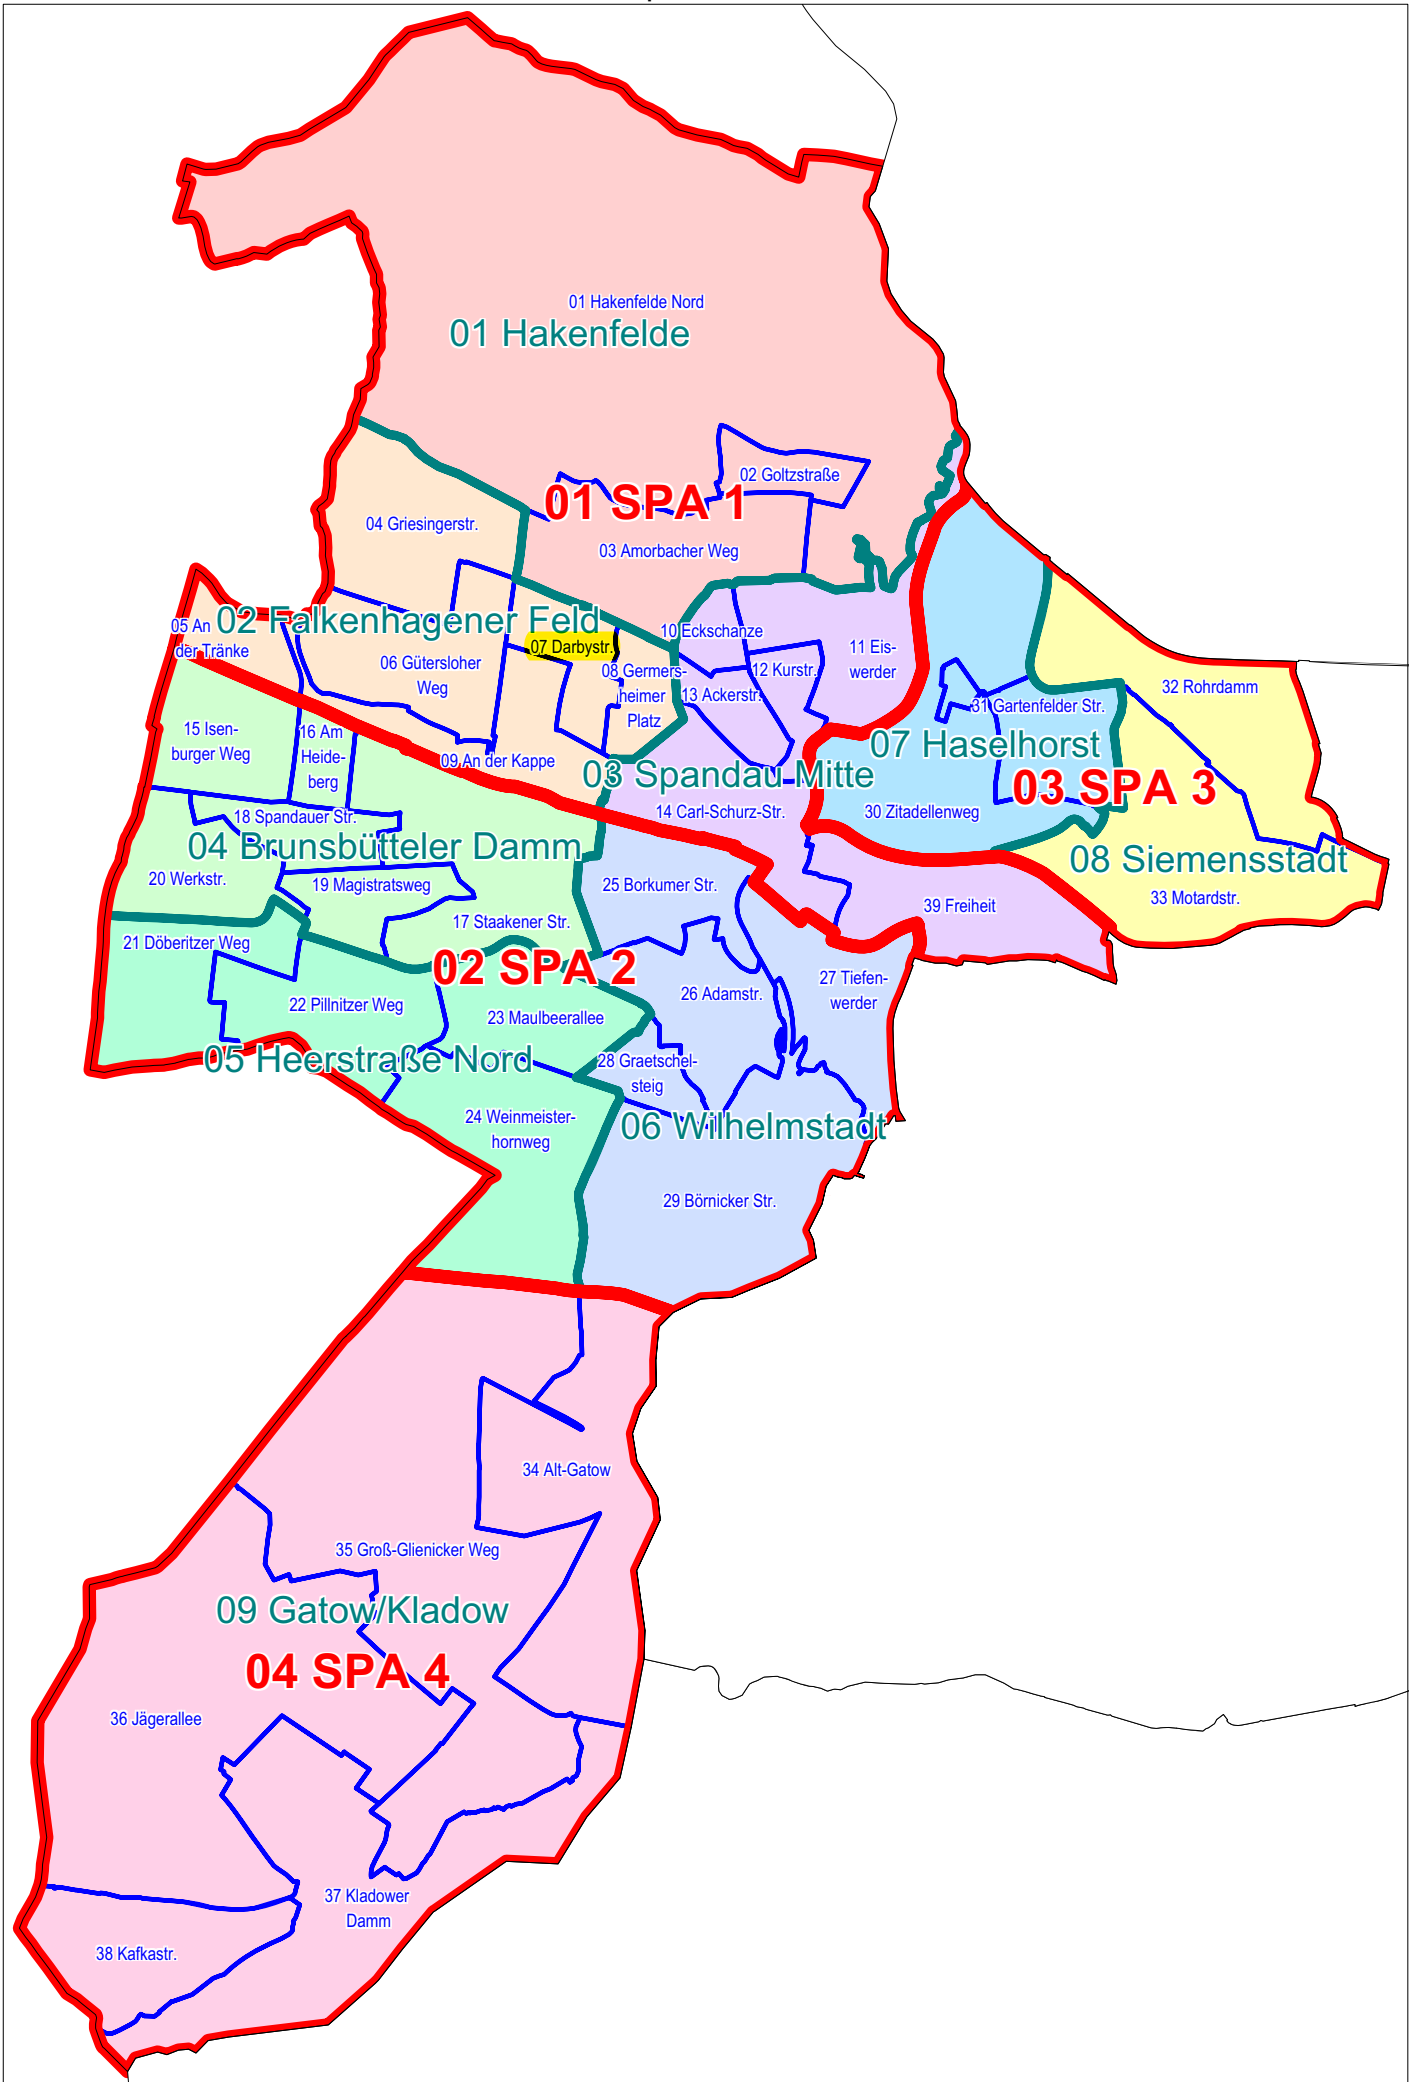 01 Hakenfelde Nord
01 Hakenfelde
02 Goltzstraße
01 SPA 1
04 Griesingerstr.
03 Amorbacher Weg
02 Falkenhagener Feld
05 An
der Tränke
06 Gütersloher
Weg
07 Darbystr.
08 Germers-
heimer
Platz
09 An der Kappe
10 Eckschanze
11 Eis-
werder
12 Kurstr.
13 Ackerstr.
03 Spandau Mitte
14 Carl-Schurz-Str.
32 Rohrdamm
31 Gartenfelder Str.
07 Haselhorst
03 SPA 3
30 Zitadellenweg
08 Siemensstadt
33 Motardstr.
39 Freiheit
15 Isen-
burger Weg
16 Am
Heide-
berg
18 Spandauer Str.
04 Brunsbütteler Damm
20 Werkstr.
19 Magistratsweg
17 Staakener Str.
25 Borkumer Str.
21 Döberitzer Weg
02 SPA 2
22 Pillnitzer Weg
23 Maulbeerallee
26 Adamstr.
27 Tiefen-
werder
05 Heerstraße Nord
28 Graetschel-
steig
24 Weinmeister-
hornweg
06 Wilhelmstadt
29 Börnicker Str.
34 Alt-Gatow
35 Groß-Glienicker Weg
09 Gatow/Kladow
04 SPA 4
36 Jägerallee
37 Kladower
Damm
38 Kafkastr.